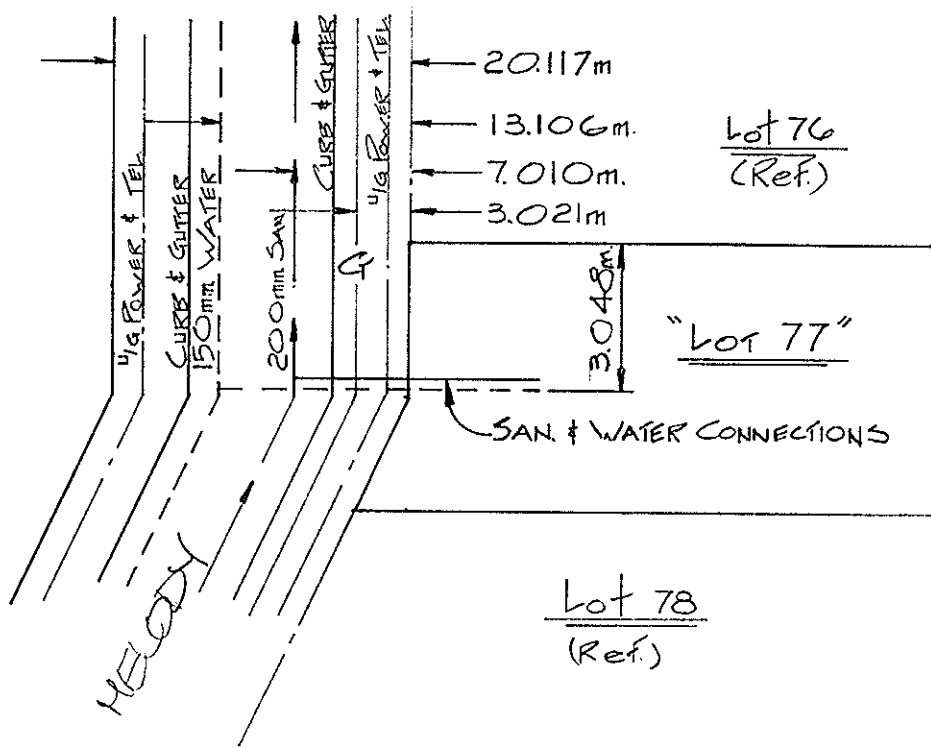 U/G POWER & TEL
CURB & GUTTER
150mm WATER
200mm SAN
CURB & GUTTER
G
U/G POWER & TEL
20.117m
13.106m.
7.010m.
3.021m
Lot 76
(Ref.)
3.048m.
"LOT 77"
SAN. & WATER CONNECTIONS
MELODY
Lot 78
(Ref.)